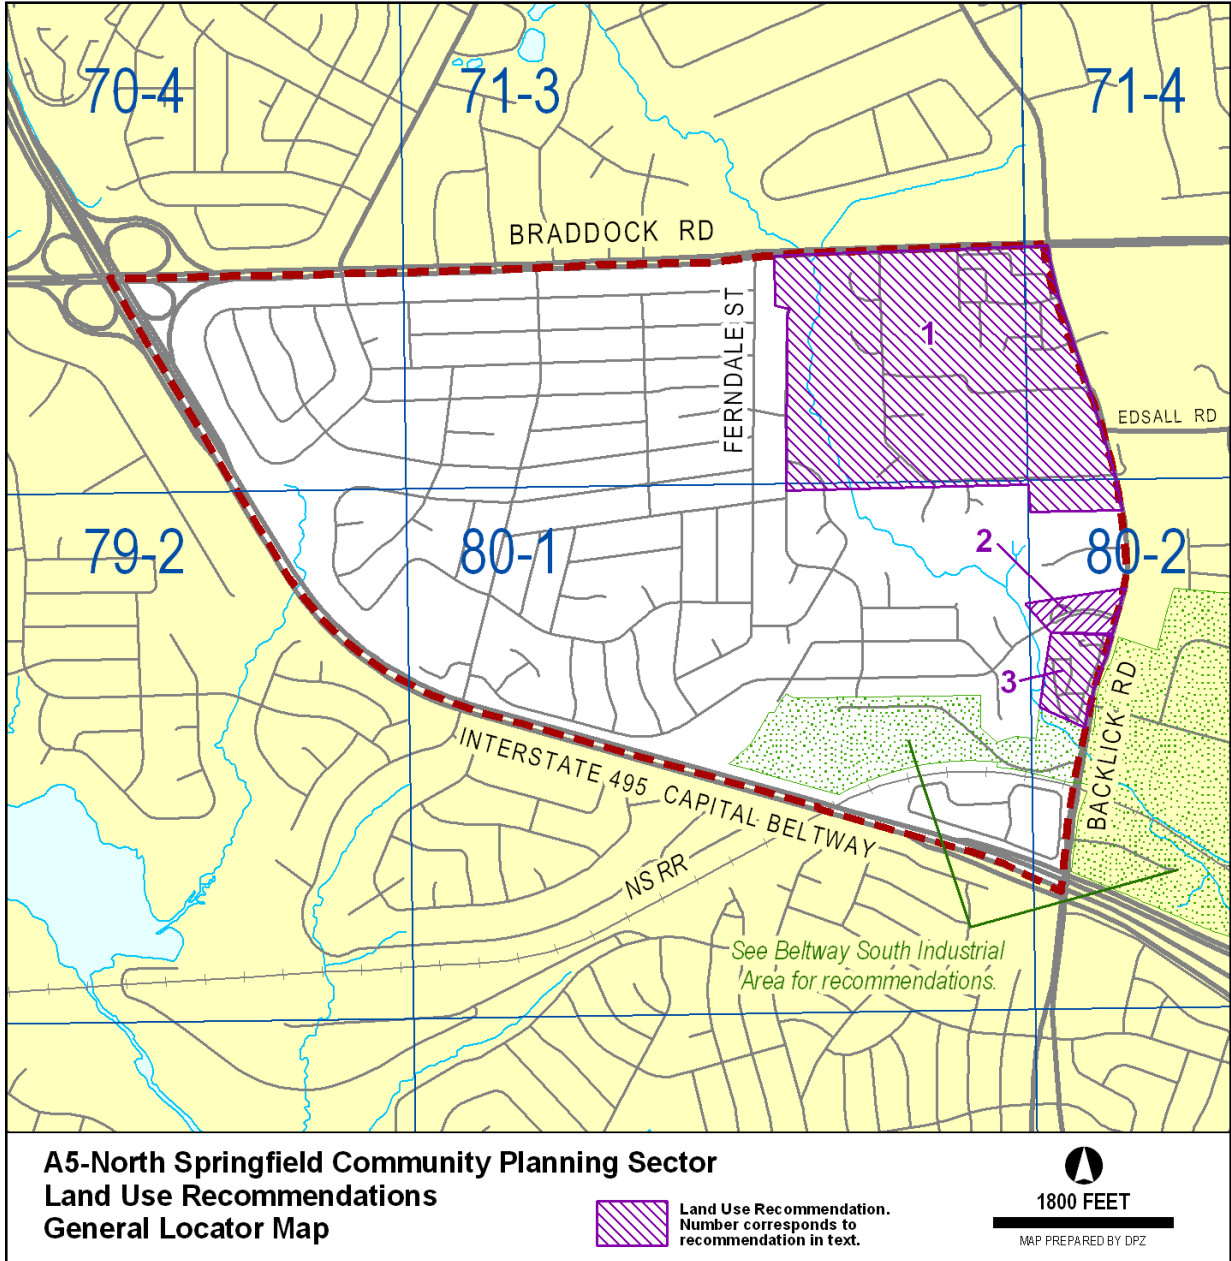 70-4
71-3
71-4
BRADDOCK RD
FERNDALE ST
1
EDSALL RD
79-2
80-1
2
80-2
3
BACKLICK RD
INTERSTATE 495 CAPITAL BELTWAY
NS RR
See Beltway South Industrial
Area for recommendations.
A5-North Springfield Community Planning Sector
Land Use Recommendations
General Locator Map
Land Use Recommendation.
Number corresponds to
recommendation in text.
1800 FEET
MAP PREPARED BY DPZ